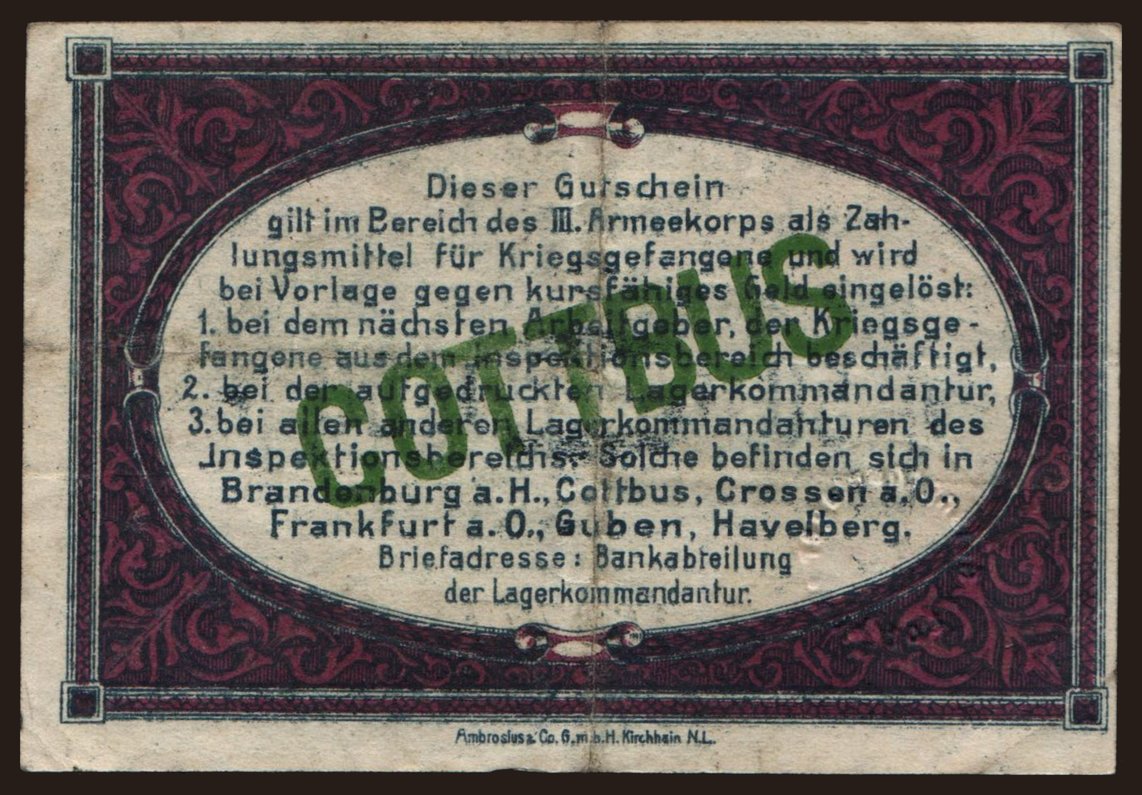 Dieser Gutschein
gilt im Bereich des III. Armeekorps als Zah-
lungsmittel für Kriegsgefangene und wird
bei Vorlage gegen kursfähiges Geld eingelöst:
1. bei dem nächsten Arbeitgeber, der Kriegsge-
fangene aus dem Inspektionsbereich beschäftigt,
2. bei der aufgedruckten Lagerkommandantur,
3. bei allen anderen Lagerkommandanturen des
Inspektionsbereichs. Solche befinden sich in
Brandenburg a. H., Cottbus, Crossen a. O.,
Frankfurt a. O., Guben, Havelberg.
Briefadresse: Bankabteilung
der Lagerkommandantur.
COTTBUS
Ambrosius & Co. G.m.b.H. Kirchhain N.L.